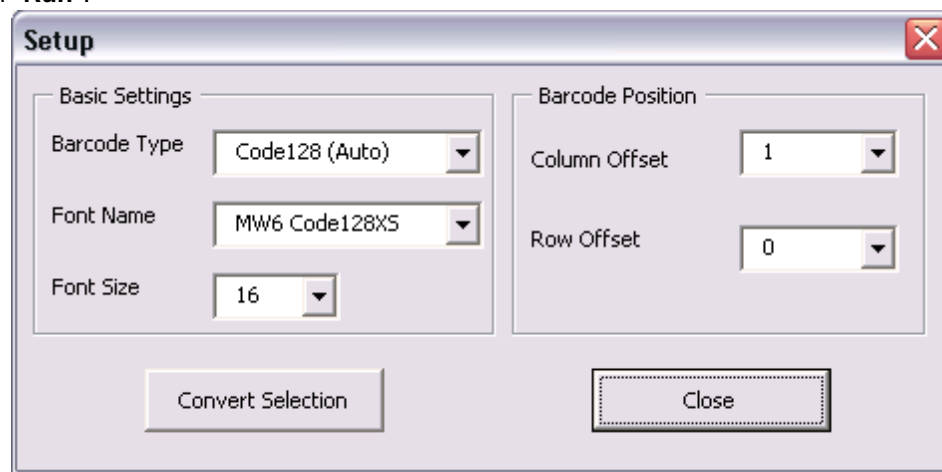 Setup
Basic Settings
Barcode Type
Code128 (Auto)
Font Name
MW6 Code128XS
Font Size
16
Barcode Position
Column Offset
1
Row Offset
0
Convert Selection
Close